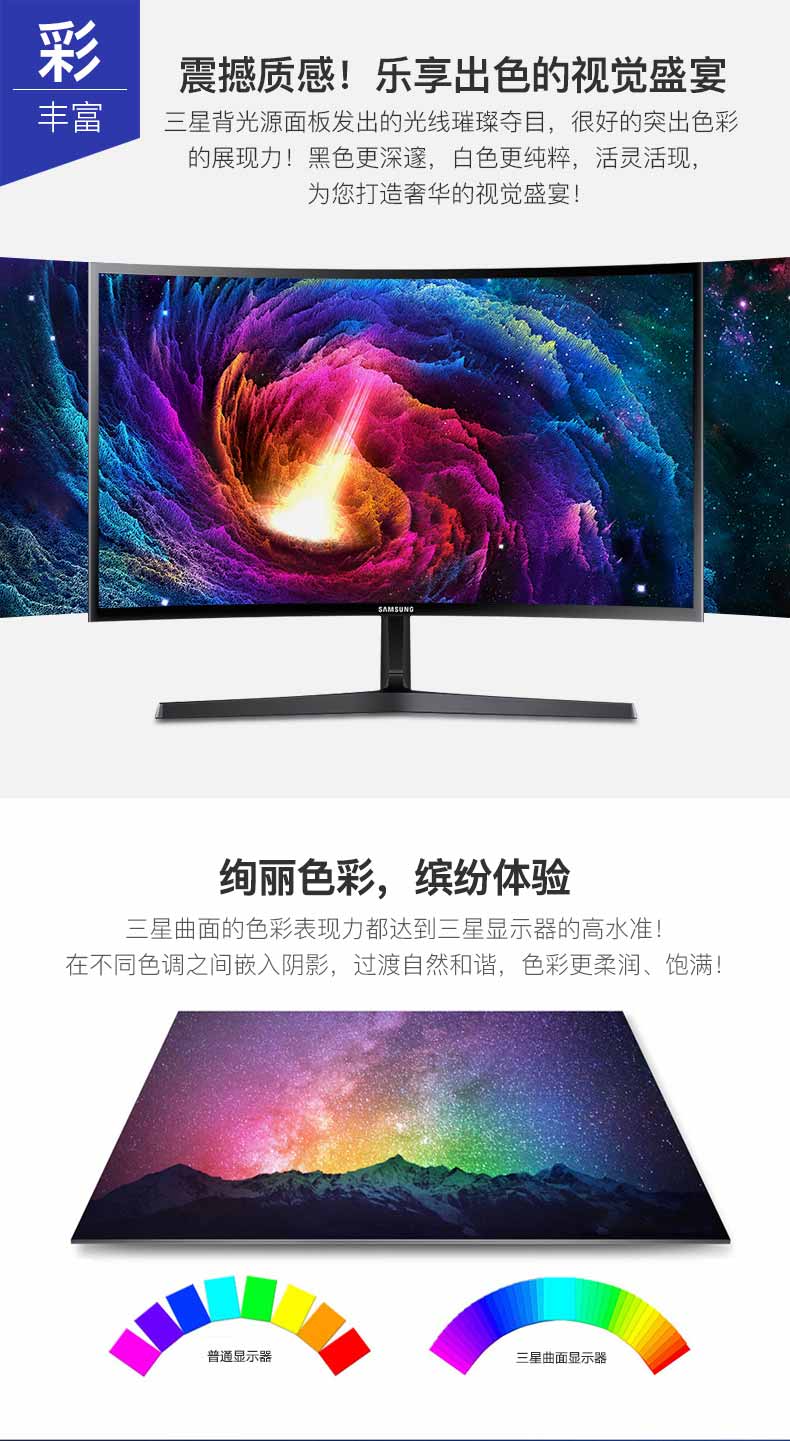 彩
丰富
震撼质感！乐享出色的视觉盛宴
三星背光源面板发出的光线璀璨夺目，很好的突出色彩
的展现力！黑色更深邃，白色更纯粹，活灵活现，
为您打造奢华的视觉盛宴！
SAMSUNG
绚丽色彩，缤纷体验
三星曲面的色彩表现力都达到三星显示器的高水准！
在不同色调之间嵌入阴影，过渡自然和谐，色彩更柔润、饱满！
普通显示器
三星曲面显示器